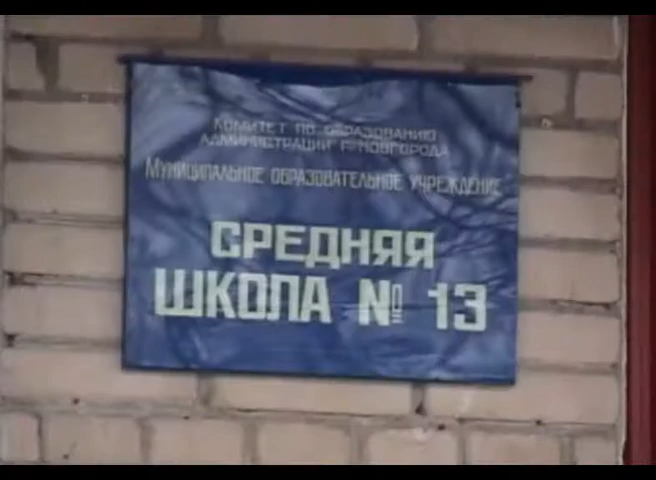 Комитет по образованию
администрации г. Новгорода
Муниципальное образовательное учреждение
СРЕДНЯЯ
ШКОЛА № 13